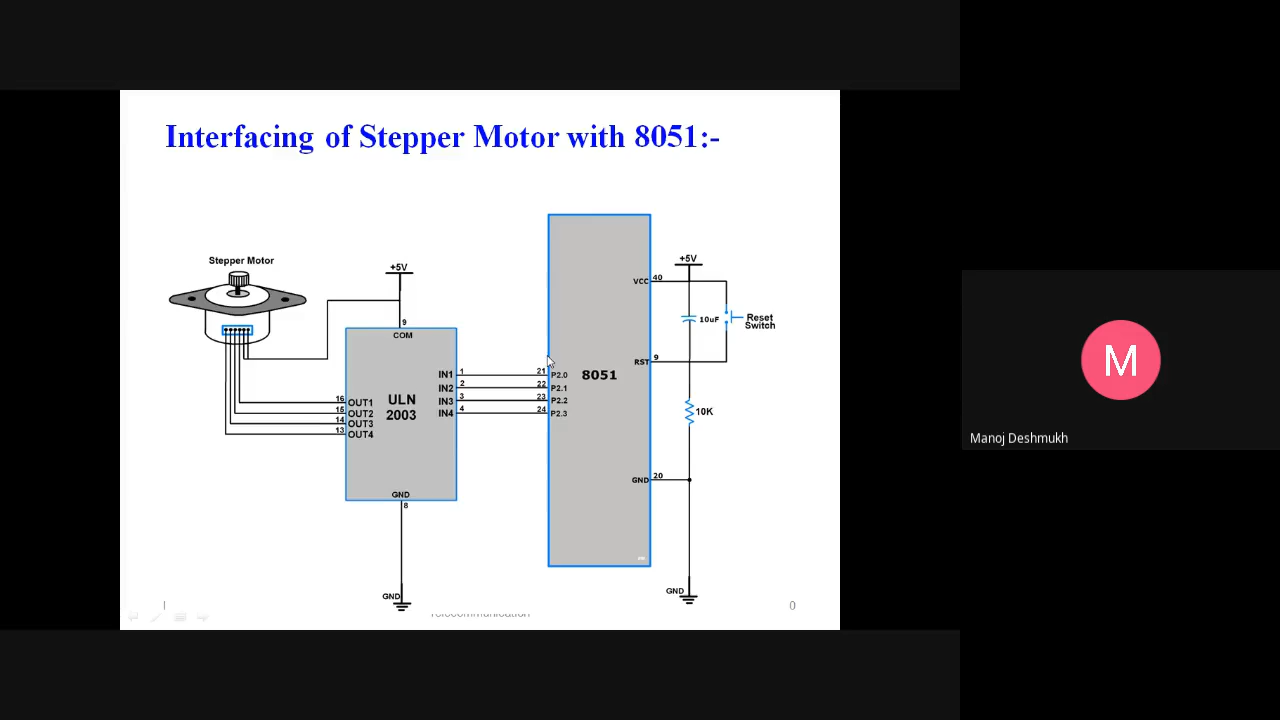 Interfacing of Stepper Motor with 8051:-
Stepper Motor
+5V
9
COM
ULN
2003
IN1 1
IN2 2
IN3 3
IN4 4
16 OUT1
15 OUT2
14 OUT3
13 OUT4
GND
8
GND
21 P2.0
22 P2.1
23 P2.2
24 P2.3
8051
VCC 40
RST 9
GND 20
+5V
10uF
Reset
Switch
10K
GND
0
Telecommunication
M
Manoj Deshmukh